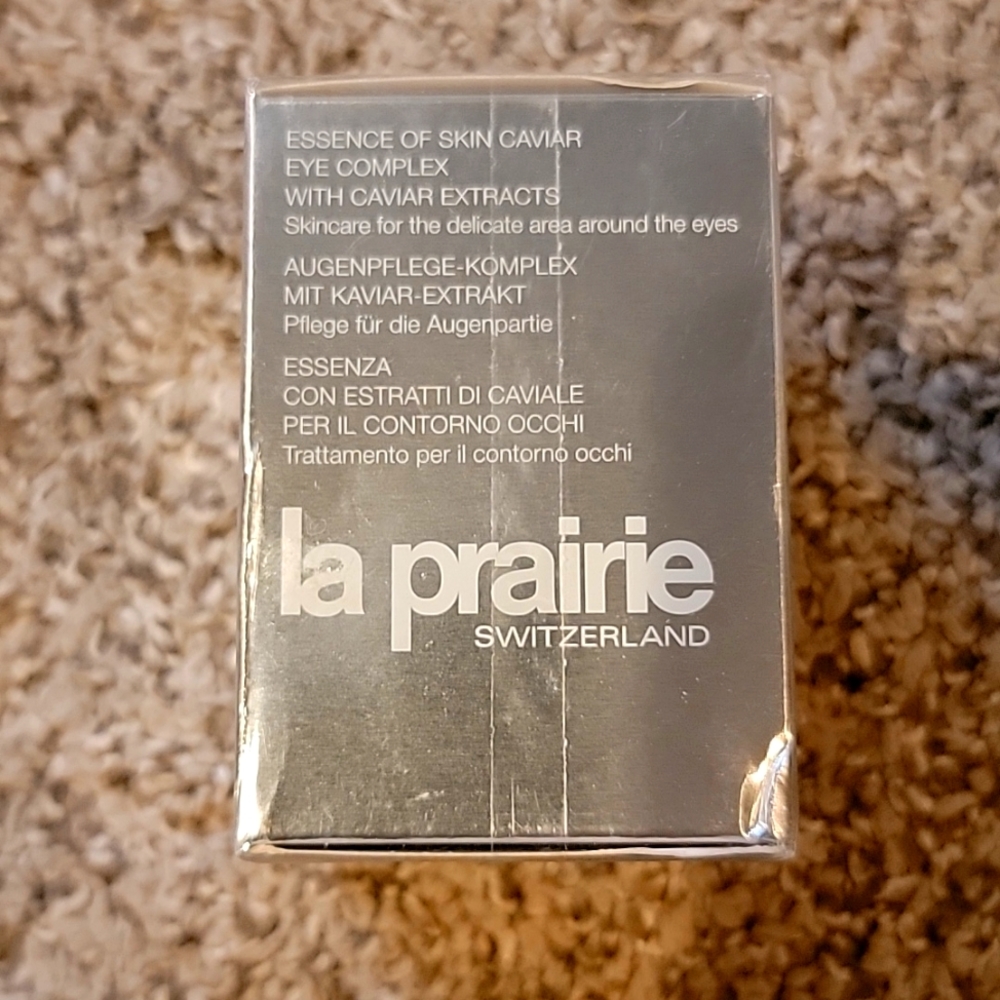 ESSENCE OF SKIN CAVIAR
EYE COMPLEX
WITH CAVIAR EXTRACTS
Skincare for the delicate area around the eyes
AUGENPFLEGE-KOMPLEX
MIT KAVIAR-EXTRAKT
Pflege für die Augenpartie
ESSENZA
CON ESTRATTI DI CAVIALE
PER IL CONTORNO OCCHI
Trattamento per il contorno occhi
la prairie
SWITZERLAND